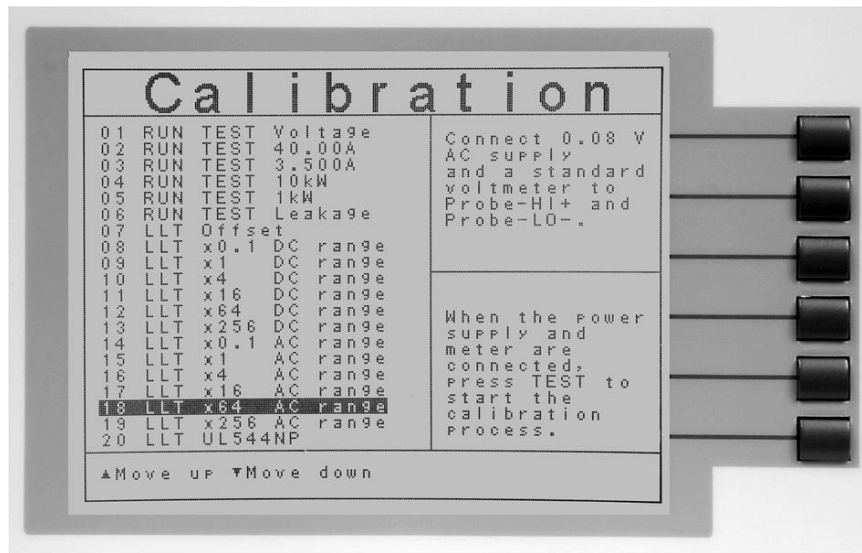 Calibration
01 RUN TEST Voltage
02 RUN TEST 40.00A
03 RUN TEST 3.500A
04 RUN TEST 10kW
05 RUN TEST 1kW
06 RUN TEST Leakage
07 LLT Offset
08 LLT x0.1 DC range
09 LLT x1 DC range
10 LLT x4 DC range
11 LLT x16 DC range
12 LLT x64 DC range
13 LLT x256 DC range
14 LLT x0.1 AC range
15 LLT x1 AC range
16 LLT x4 AC range
17 LLT x16 AC range
18 LLT x64 AC range
19 LLT x256 AC range
20 LLT UL544NP
Connect 0.08 V
AC supply
and a standard
voltmeter to
Probe-HI+ and
Probe-LO-.
When the power
supply and
meter are
connected,
press TEST to
start the
calibration
process.
▲Move up ▼Move down